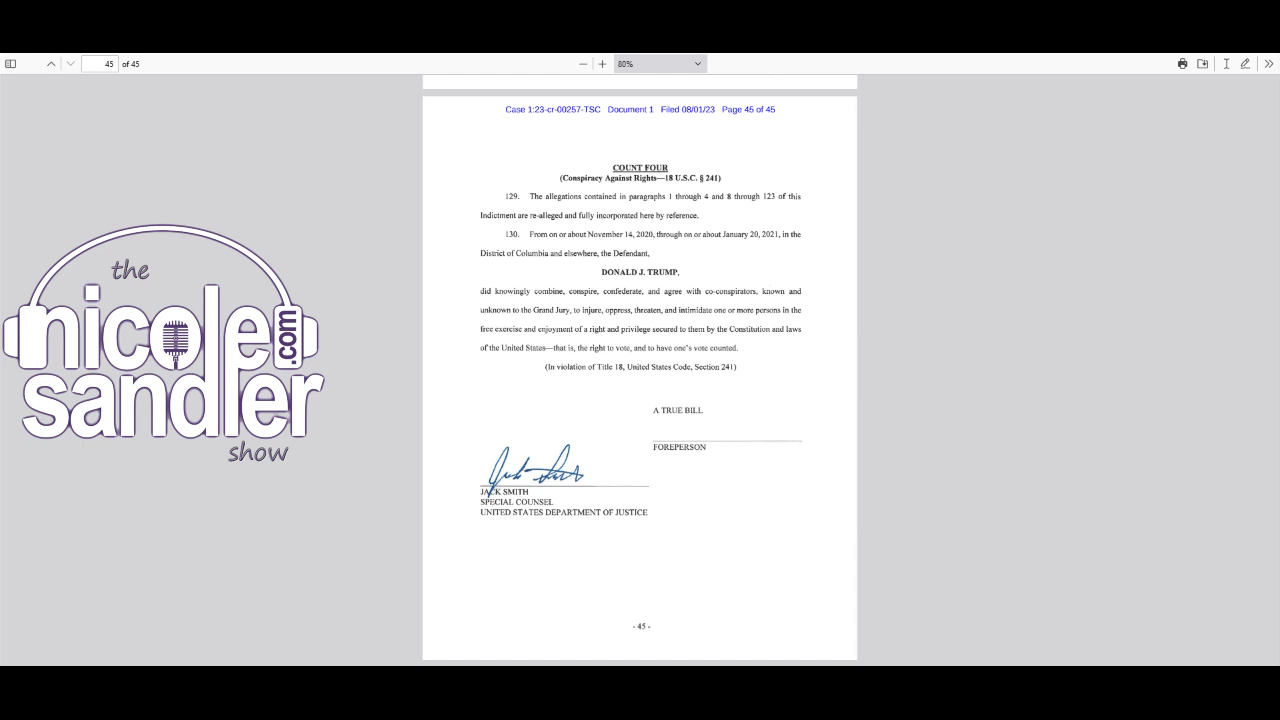 45 of 45
80%
Case 1:23-cr-00257-TSC Document 1 Filed 08/01/23 Page 45 of 45
COUNT FOUR
(Conspiracy Against Rights—18 U.S.C. § 241)
129. The allegations contained in paragraphs 1 through 4 and 8 through 123 of this
Indictment are re-alleged and fully incorporated here by reference.
130. From on or about November 14, 2020, through on or about January 20, 2021, in the
District of Columbia and elsewhere, the Defendant,
DONALD J. TRUMP,
did knowingly combine, conspire, confederate, and agree with co-conspirators, known and
unknown to the Grand Jury, to injure, oppress, threaten, and intimidate one or more persons in the
free exercise and enjoyment of a right and privilege secured to them by the Constitution and laws
of the United States—that is, the right to vote, and to have one's vote counted.
(In violation of Title 18, United States Code, Section 241)
A TRUE BILL
FOREPERSON
JACK SMITH
SPECIAL COUNSEL
UNITED STATES DEPARTMENT OF JUSTICE
- 45 -
the
nicole
.com
sandler
show